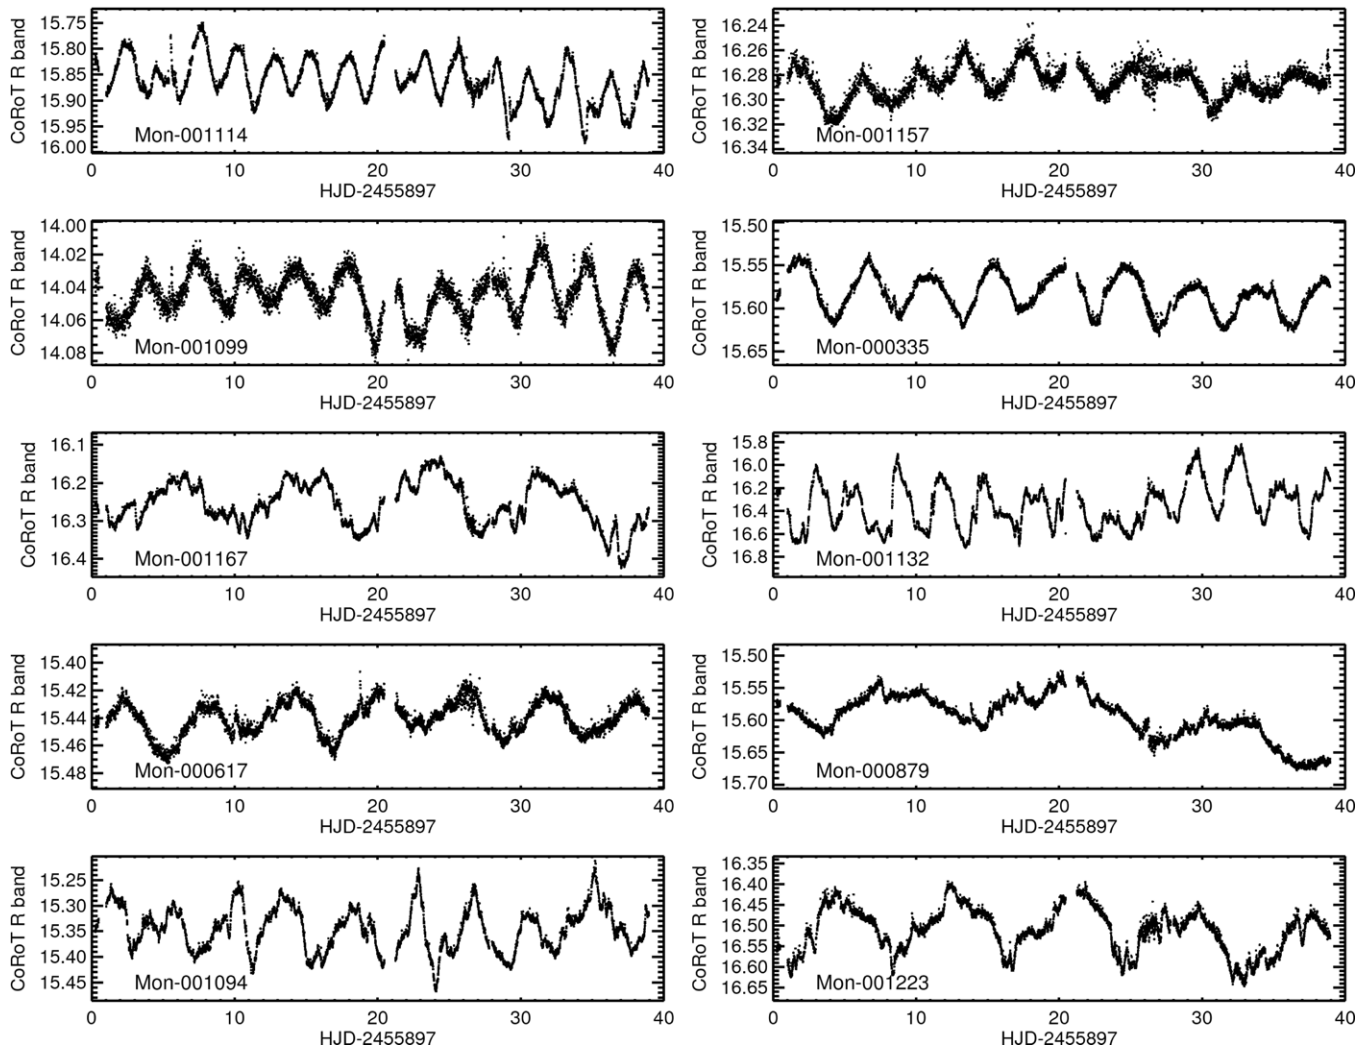 CoRoT R band
15.75
15.80
15.85
15.90
15.95
16.00
Mon-001114
0 10 20 30 40
HJD-2455897
CoRoT R band
16.24
16.26
16.28
16.30
16.32
16.34
Mon-001157
0 10 20 30 40
HJD-2455897
CoRoT R band
14.00
14.02
14.04
14.06
14.08
Mon-001099
0 10 20 30 40
HJD-2455897
CoRoT R band
15.50
15.55
15.60
15.65
Mon-000335
0 10 20 30 40
HJD-2455897
CoRoT R band
16.1
16.2
16.3
16.4
Mon-001167
0 10 20 30 40
HJD-2455897
CoRoT R band
15.8
16.0
16.2
16.4
16.6
16.8
Mon-001132
0 10 20 30 40
HJD-2455897
CoRoT R band
15.40
15.42
15.44
15.46
15.48
Mon-000617
0 10 20 30 40
HJD-2455897
CoRoT R band
15.50
15.55
15.60
15.65
15.70
Mon-000879
0 10 20 30 40
HJD-2455897
CoRoT R band
15.25
15.30
15.35
15.40
15.45
Mon-001094
0 10 20 30 40
HJD-2455897
CoRoT R band
16.35
16.40
16.45
16.50
16.55
16.60
16.65
Mon-001223
0 10 20 30 40
HJD-2455897